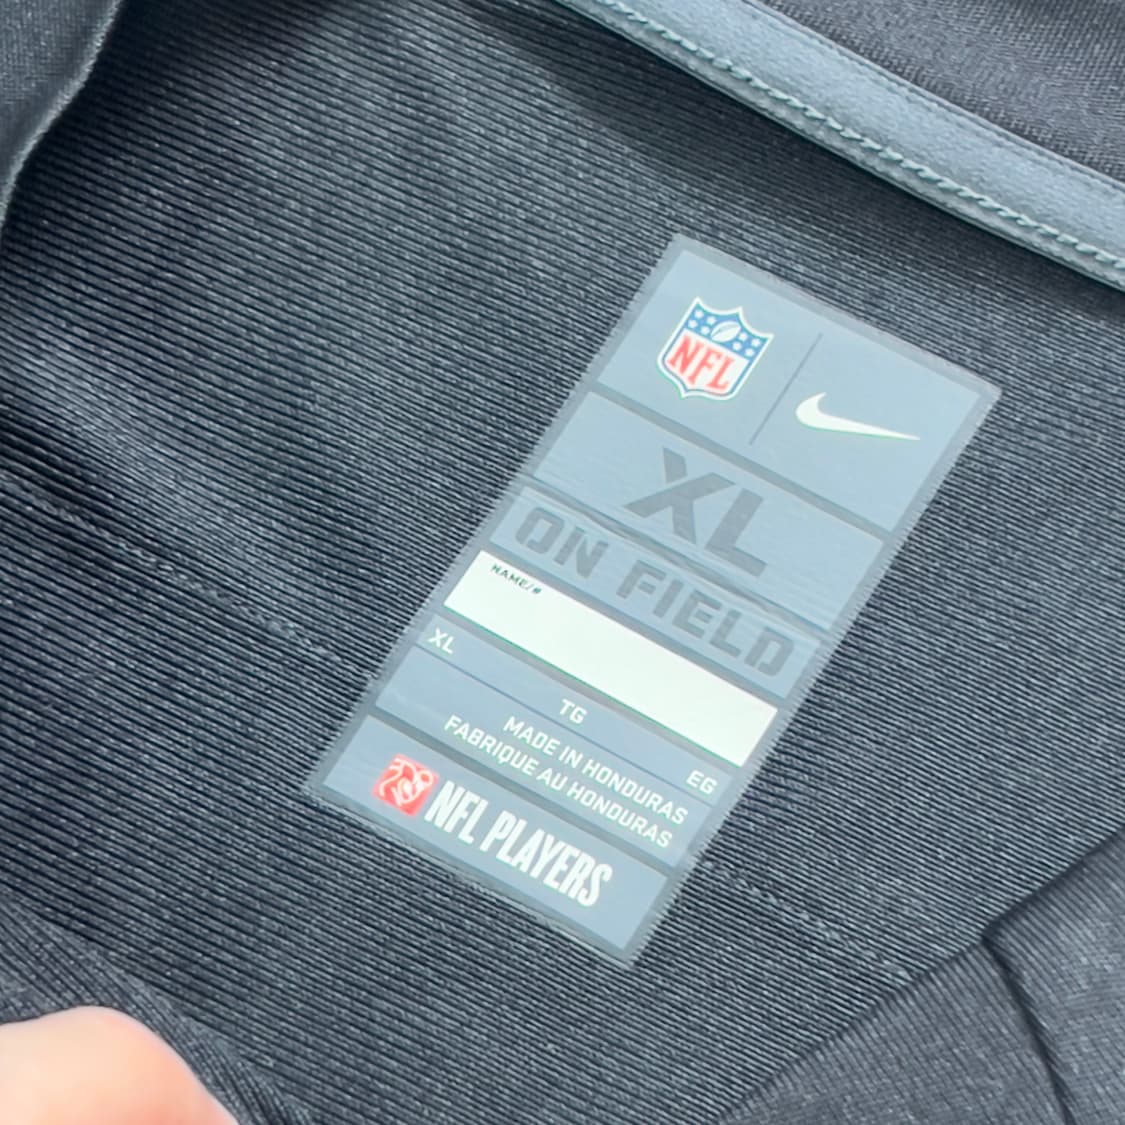 NFL
XL
ON FIELD
NAME/#
XL TG EG
MADE IN HONDURAS
FABRIQUE AU HONDURAS
NFL PLAYERS